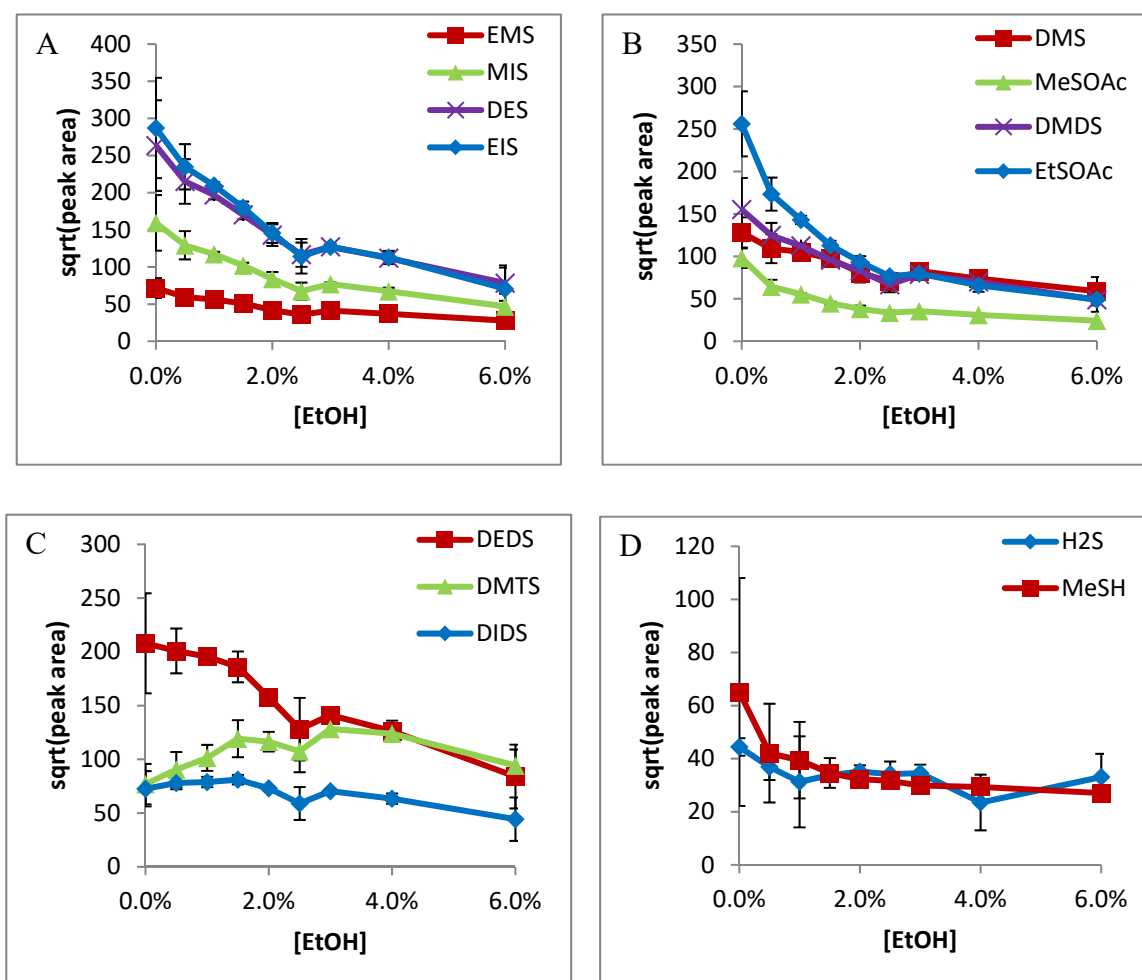 A
EMS
MIS
DES
EIS
sqrt(peak area)
400
350
300
250
200
150
100
50
0
0.0% 2.0% 4.0% 6.0%
[EtOH]
B
DMS
MeSOAc
DMDS
EtSOAc
sqrt(peak area)
350
300
250
200
150
100
50
0
0.0% 2.0% 4.0% 6.0%
[EtOH]
C
DEDS
DMTS
DIDS
sqrt(peak area)
300
250
200
150
100
50
0
0.0% 2.0% 4.0% 6.0%
[EtOH]
D
H2S
MeSH
sqrt(peak area)
120
100
80
60
40
20
0
0.0% 2.0% 4.0% 6.0%
[EtOH]